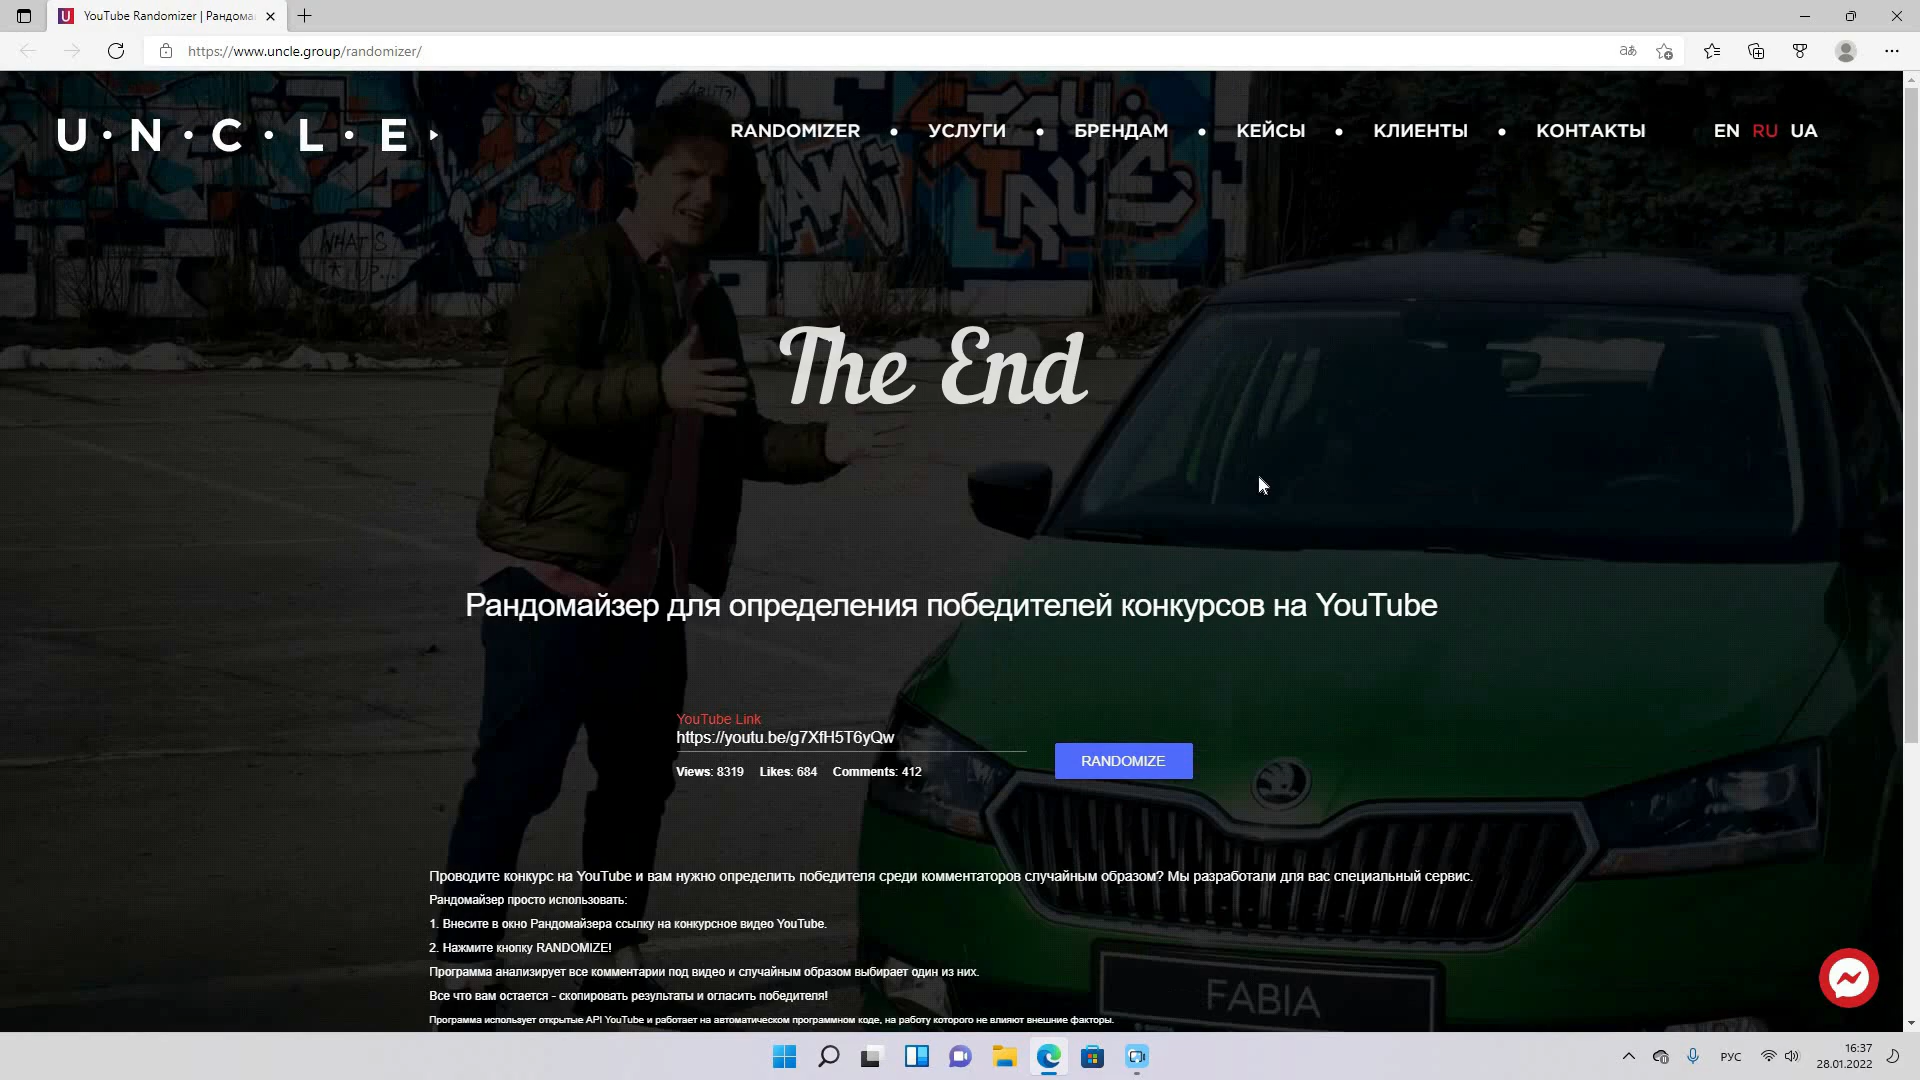 YouTube Randomizer | Рандома
https://www.uncle.group/randomizer/
U·N·C·L·E
RANDOMIZER • УСЛУГИ • БРЕНДАМ • КЕЙСЫ • КЛИЕНТЫ • КОНТАКТЫ EN RU UA
WHAT'S
UP...
The End
Рандомайзер для определения победителей конкурсов на YouTube
YouTube Link
https://youtu.be/g7XfH5T6yQw
Views: 8319 Likes: 684 Comments: 412
RANDOMIZE
Проводите конкурс на YouTube и вам нужно определить победителя среди комментаторов случайным образом? Мы разработали для вас специальный сервис.
Рандомайзер просто использовать:
1. Внесите в окно Рандомайзера ссылку на конкурсное видео YouTube.
2. Нажмите кнопку RANDOMIZE!
Программа анализирует все комментарии под видео и случайным образом выбирает один из них.
Все что вам остается - скопировать результаты и огласить победителя!
Программа использует открытые API YouTube и работает на автоматическом программном коде, на работу которого не влияют внешние факторы.
FABIA
РУС
16:37
28.01.2022